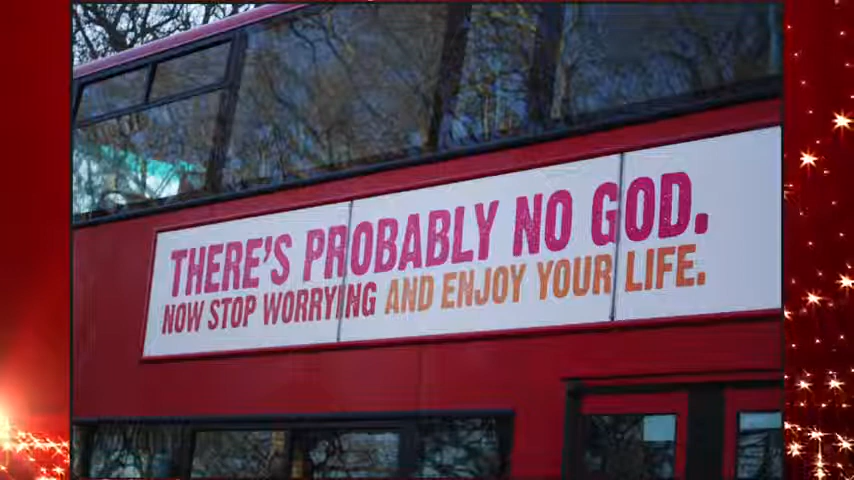 THERE'S PROBABLY NO GOD.
NOW STOP WORRYING AND ENJOY YOUR LIFE.